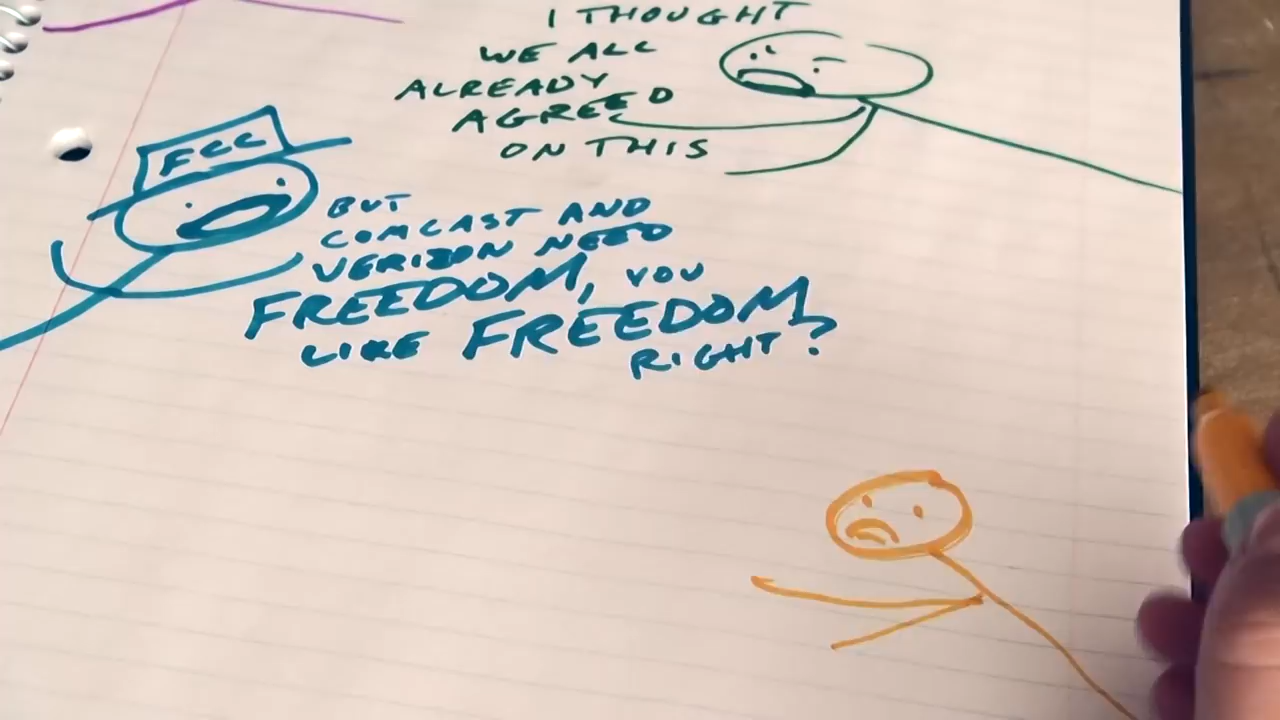 I THOUGHT
WE ALL
ALREADY
AGREED
ON THIS
FCC
BUT
COMCAST AND
VERIZON NEED
FREEDOM, YOU
LIKE FREEDOM
RIGHT?